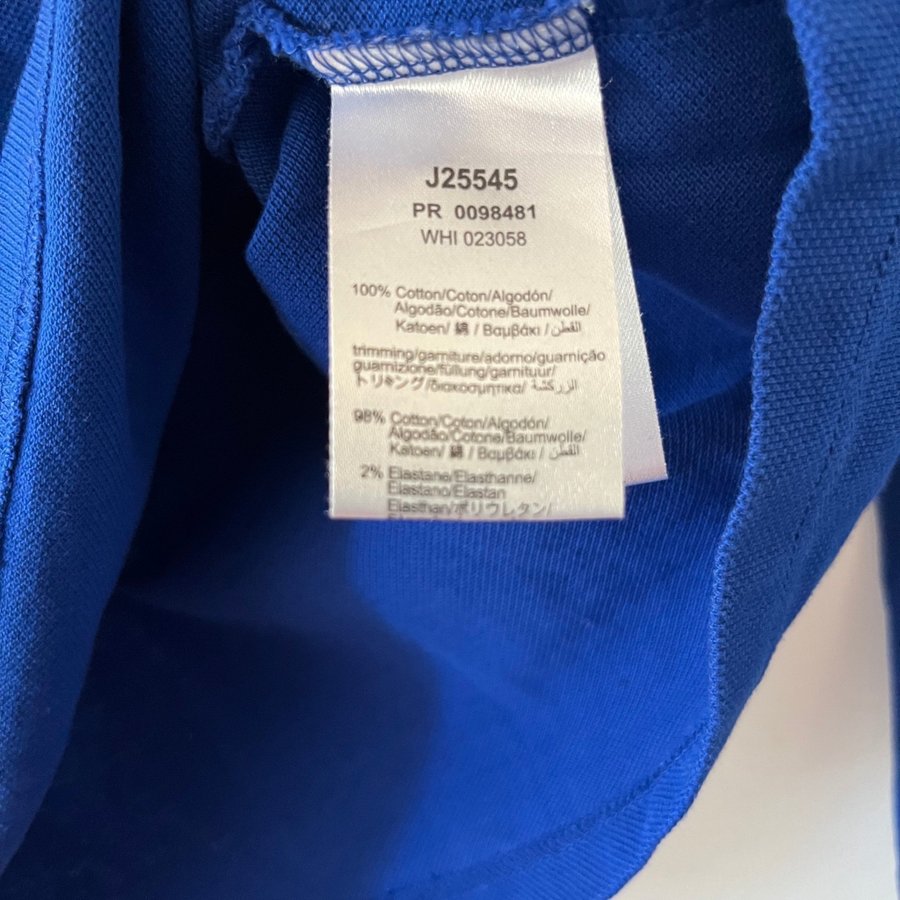 J25545
PR 0098481
WHI 023058
100% Cotton/Coton/Algodón/
Algodão/Cotone/Baumwolle/
Katoen/ 綿 / Βαμβάκι / القطن/
trimming/garniture/adorno/guarnição
guarnizione/füllung/garnituur/
トリキング/διακοσμητικα/ الزركشة/
98% Cotton/Coton/Algodón/
Algodão/Cotone/Baumwolle/
Katoen/ 綿 / Βαμβάκι / القطن/
2% Elastane/Elasthanne/
Elastano/Elastan
Elasthan/ポリウレタン/